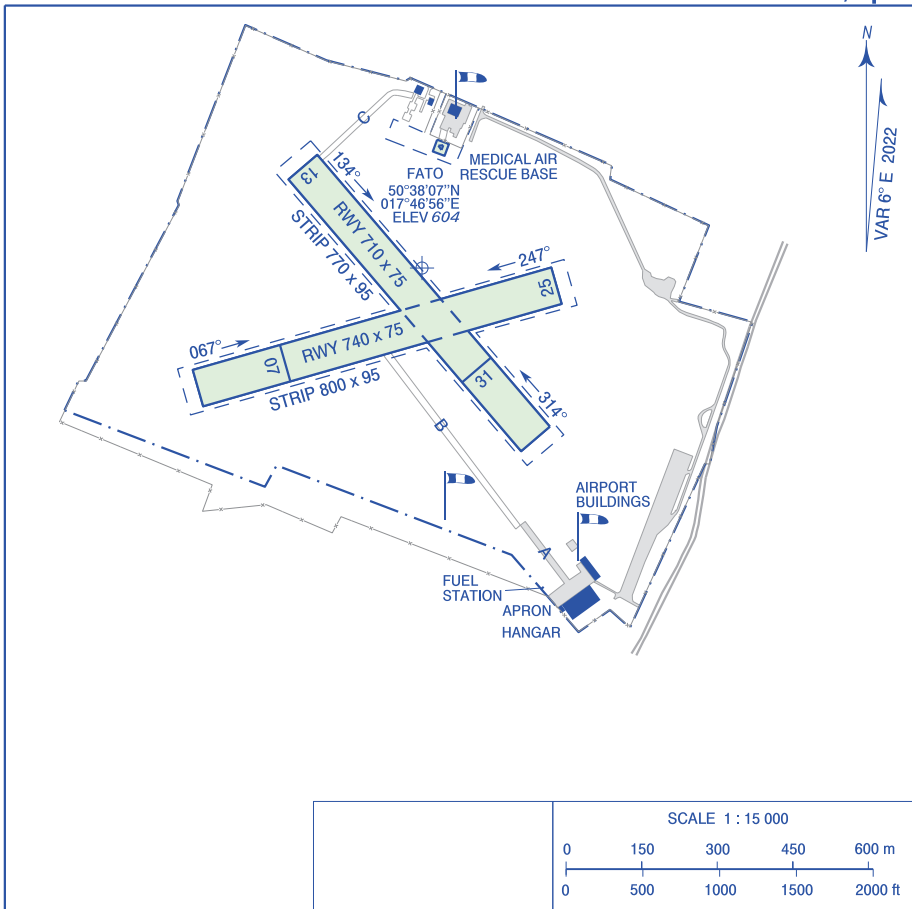 N
VAR 6° E 2022
C
MEDICAL AIR
RESCUE BASE
FATO
50°38'07"N
017°46'56"E
ELEV 604
13
134°
RWY 710 x 75
STRIP 770 x 95
247°
25
067°
07
RWY 740 x 75
STRIP 800 x 95
31
314°
B
AIRPORT
BUILDINGS
A
FUEL
STATION
APRON
HANGAR
SCALE 1 : 15 000
0 150 300 450 600 m
0 500 1000 1500 2000 ft